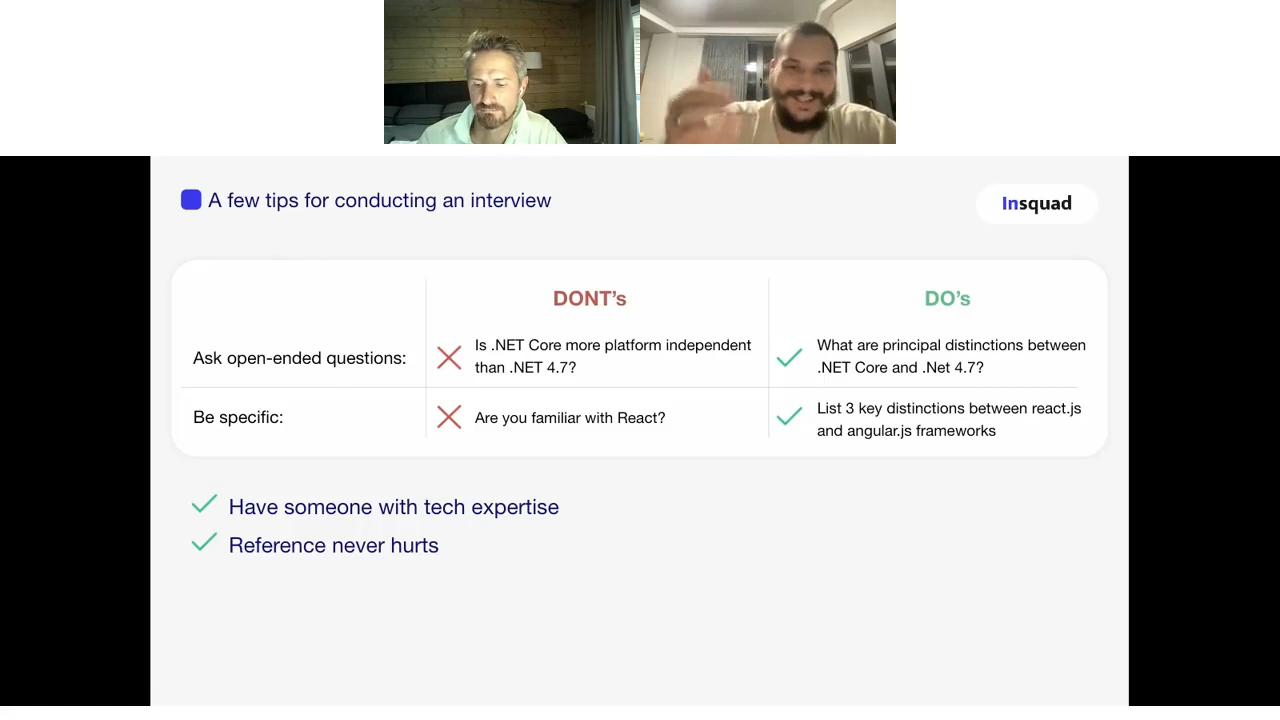 A few tips for conducting an interview
Insquad
DONT's
DO's
Ask open-ended questions:
Is .NET Core more platform independent
than .NET 4.7?
What are principal distinctions between
.NET Core and .Net 4.7?
Be specific:
Are you familiar with React?
List 3 key distinctions between react.js
and angular.js frameworks
Have someone with tech expertise
Reference never hurts